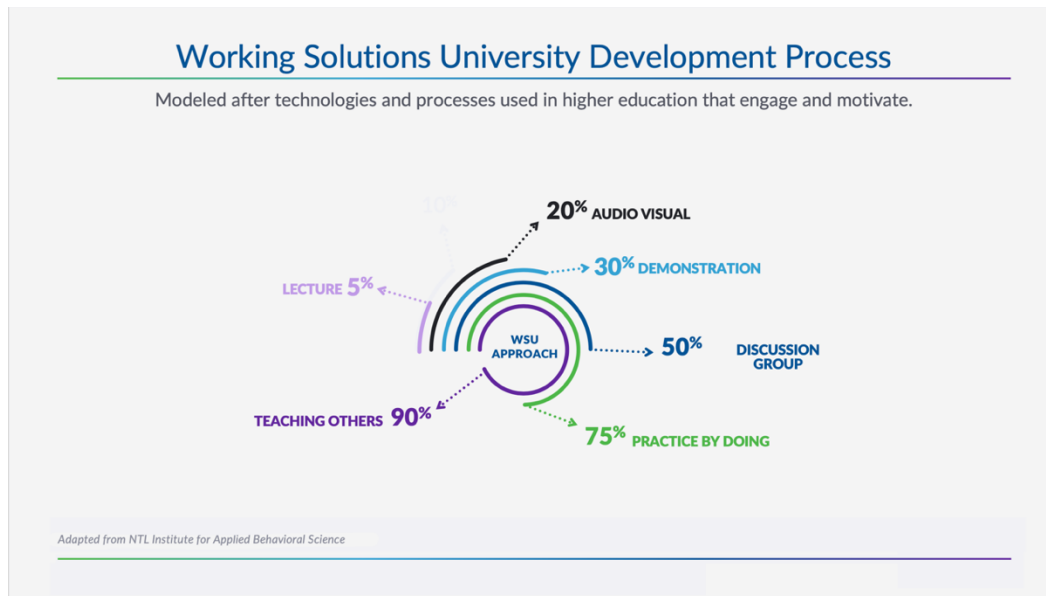 Working Solutions University Development Process
Modeled after technologies and processes used in higher education that engage and motivate.
10%
20% AUDIO VISUAL
30% DEMONSTRATION
LECTURE 5%
WSU
APPROACH
50%
DISCUSSION
GROUP
TEACHING OTHERS 90%
75% PRACTICE BY DOING
Adapted from NTL Institute for Applied Behavioral Science